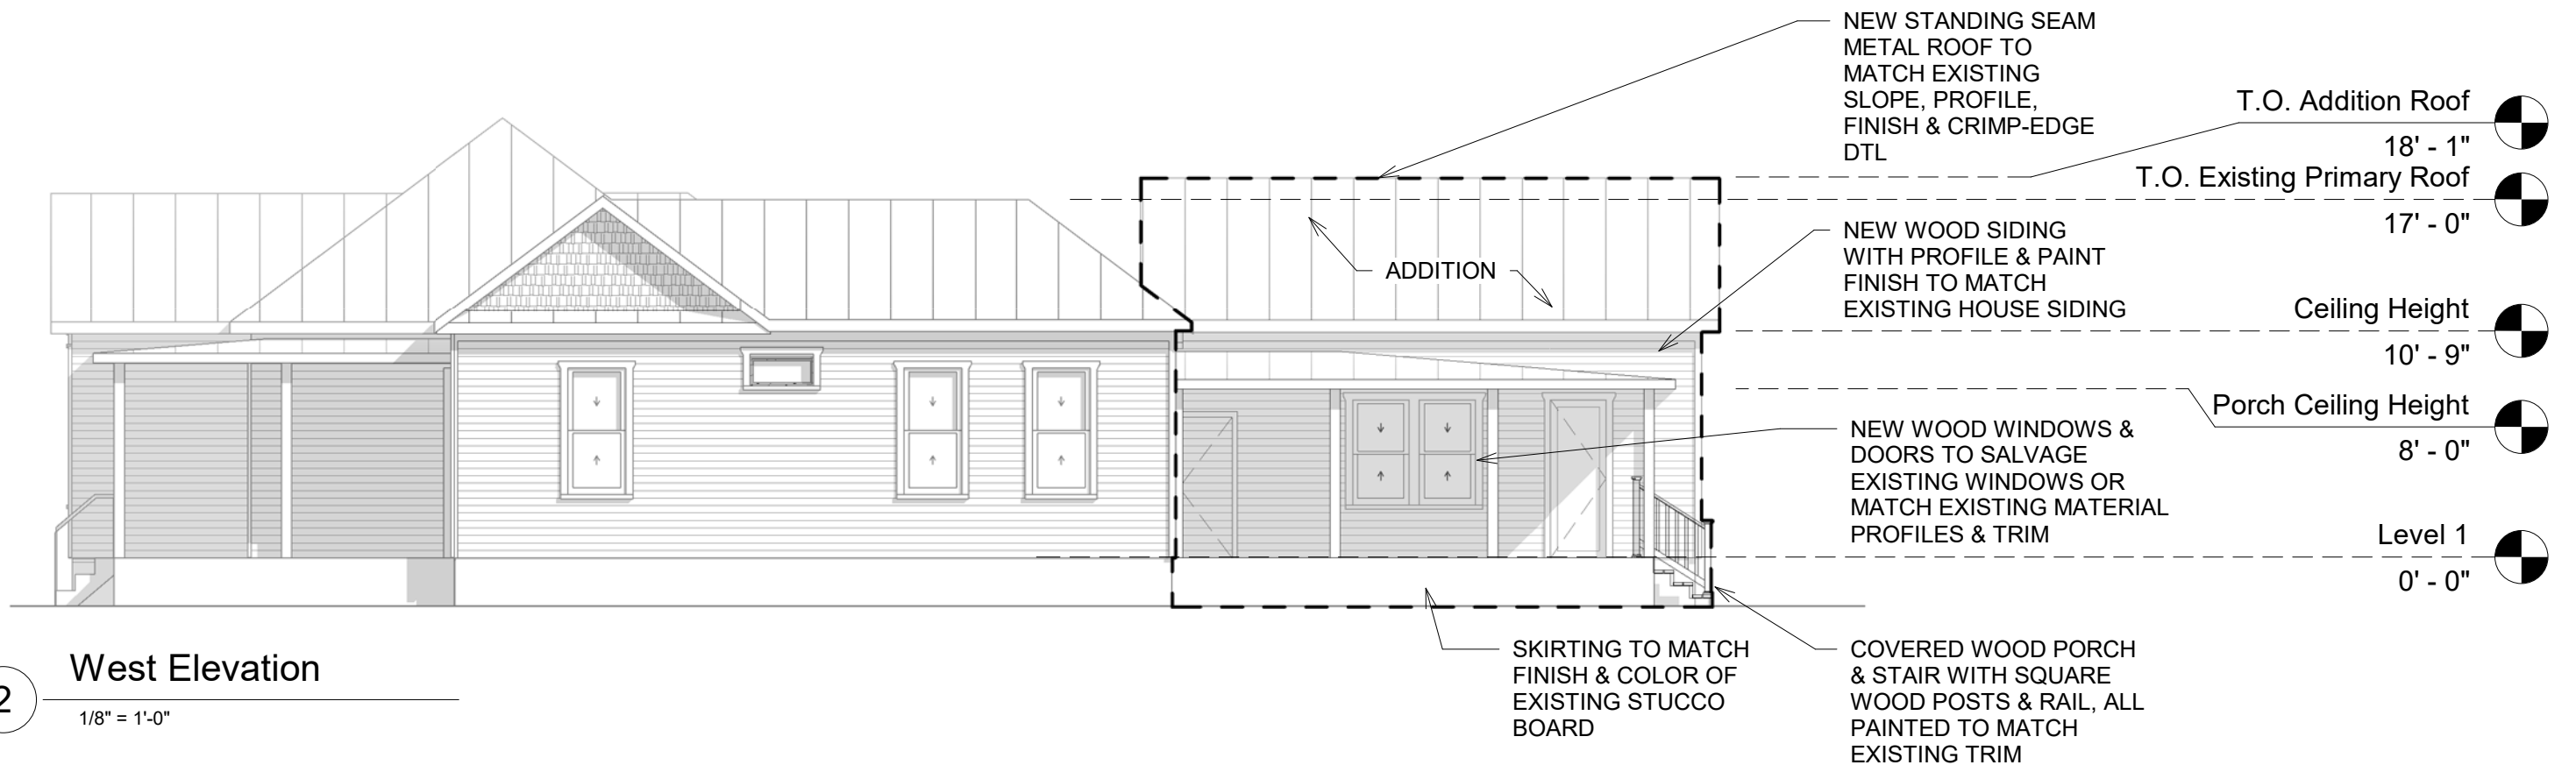 NEW STANDING SEAM
METAL ROOF TO
MATCH EXISTING
SLOPE, PROFILE,
FINISH & CRIMP-EDGE
DTL
T.O. Addition Roof
18' - 1"
T.O. Existing Primary Roof
17' - 0"
NEW WOOD SIDING
WITH PROFILE & PAINT
FINISH TO MATCH
EXISTING HOUSE SIDING
ADDITION
Ceiling Height
10' - 9"
Porch Ceiling Height
8' - 0"
NEW WOOD WINDOWS &
DOORS TO SALVAGE
EXISTING WINDOWS OR
MATCH EXISTING MATERIAL
PROFILES & TRIM
Level 1
0' - 0"
SKIRTING TO MATCH
FINISH & COLOR OF
EXISTING STUCCO
BOARD
COVERED WOOD PORCH
& STAIR WITH SQUARE
WOOD POSTS & RAIL, ALL
PAINTED TO MATCH
EXISTING TRIM
2
West Elevation
1/8" = 1'-0"